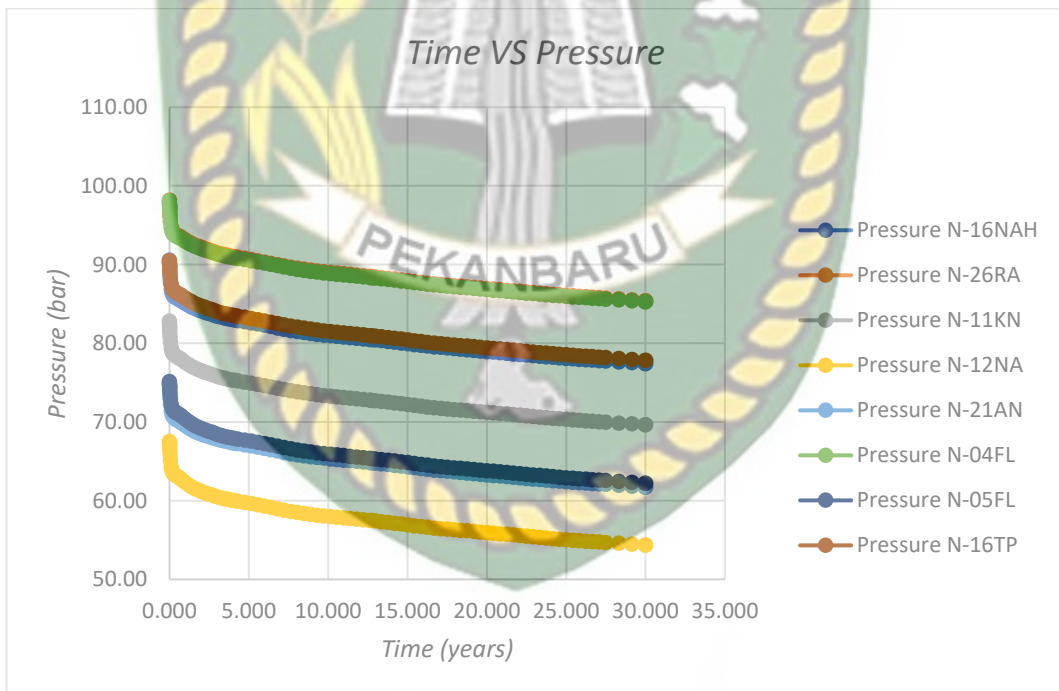 Time VS Pressure
110.00
100.00
90.00
80.00
70.00
60.00
50.00
Pressure (bar)
PEKANBARU
0.000 5.000 10.000 15.000 20.000 25.000 30.000 35.000
Time (years)
Pressure N-16NAH
Pressure N-26RA
Pressure N-11KN
Pressure N-12NA
Pressure N-21AN
Pressure N-04FL
Pressure N-05FL
Pressure N-16TP